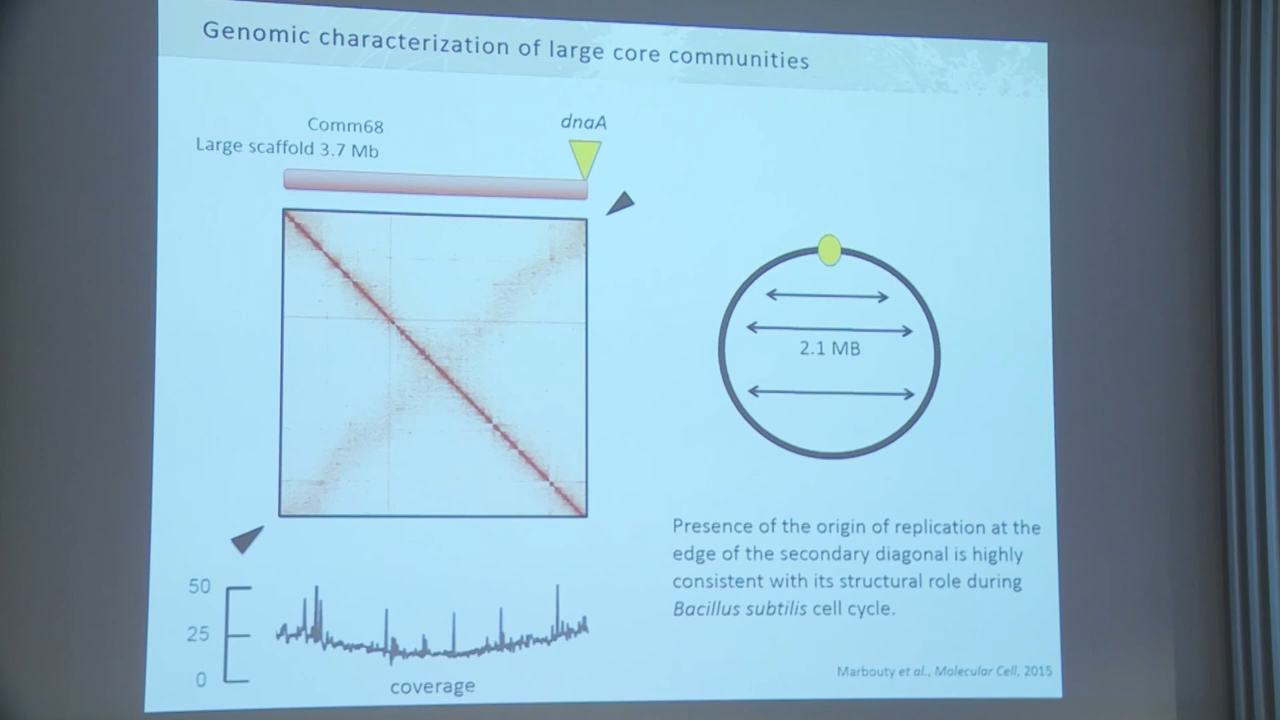 Genomic characterization of large core communities
Comm68
Large scaffold 3.7 Mb
dnaA
2.1 MB
Presence of the origin of replication at the
edge of the secondary diagonal is highly
consistent with its structural role during
Bacillus subtilis cell cycle.
50
25
0
coverage
Marbouty et al., Molecular Cell, 2015